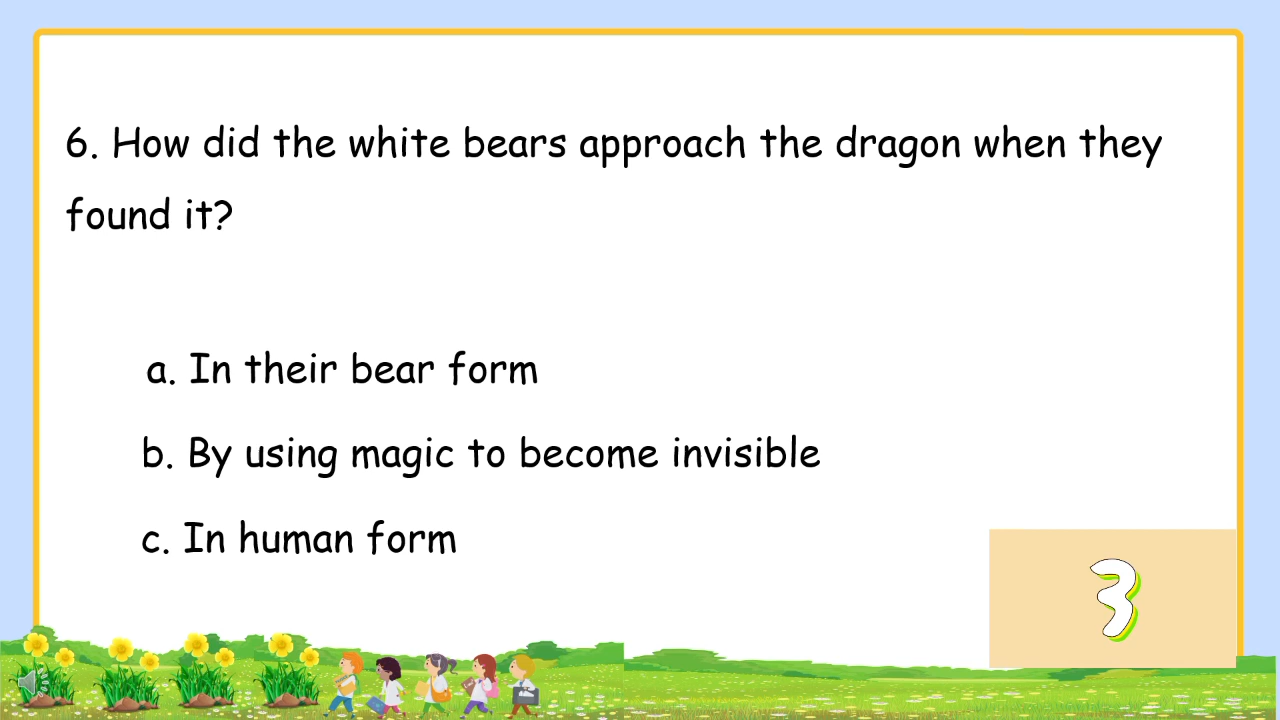 6. How did the white bears approach the dragon when they
found it?
a. In their bear form
b. By using magic to become invisible
c. In human form
3